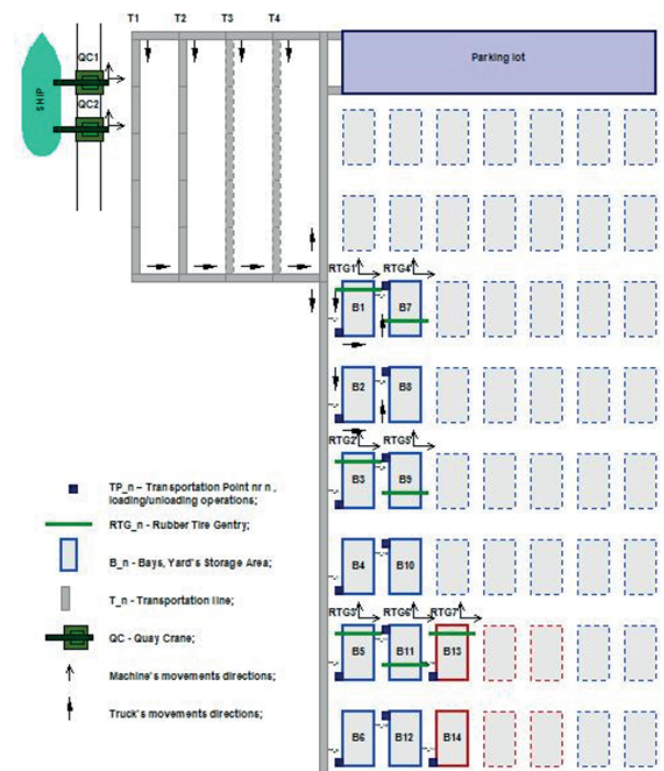 T1 T2 T3 T4
QC1
Parking lot
QC2
SHIP
RTG1 RTG4
B1 B7
B2 B8
RTG2 RTG5
B3 B9
B4 B10
RTG3 RTG6 RTG7
B5 B11 B13
B6 B12 B14
TP_n – Transportation Point nr n ,
loading/unloading operations;
RTG_n - Rubber Tire Gentry;
B_n - Bays, Yard's Storage Area;
T_n - Transportation line;
QC - Quay Crane;
Machine's movements directions;
Truck's movements directions;